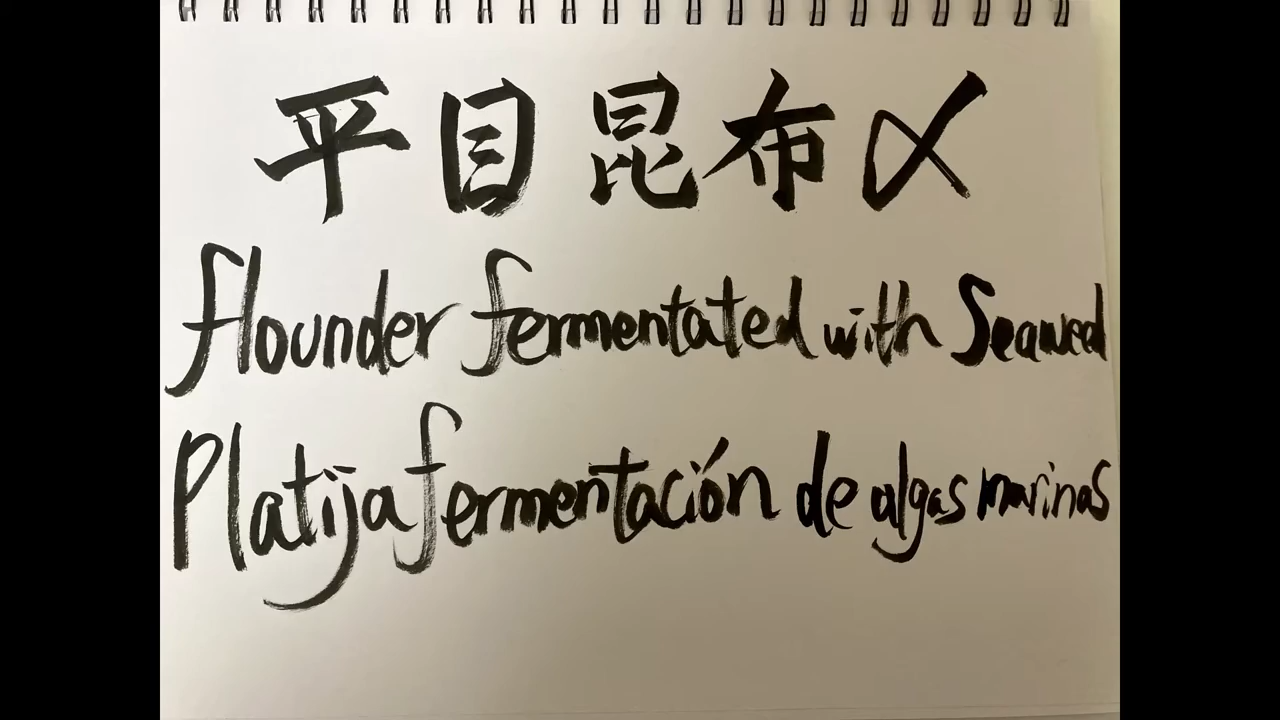 平目昆布〆
flounder fermentated with Seaweed
Platija fermentación de algas marinas